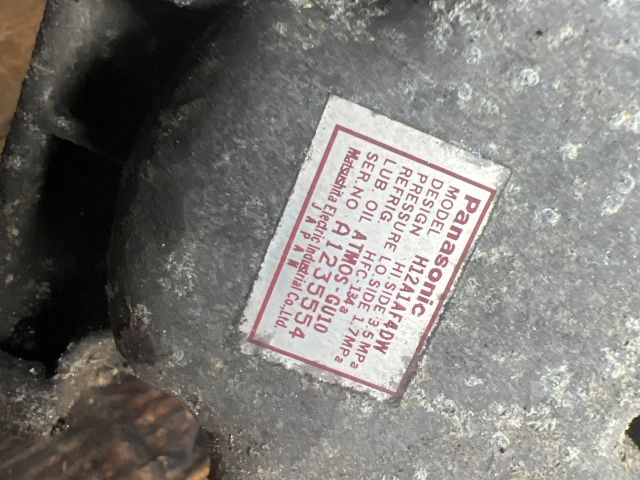 Panasonic
MODEL H12A1AF4DW
DESIGN HI SIDE 3.5MPa
PRESSURE LO SIDE 1.7MPa
REFRIG. HFC-134a
LUB. OIL ATMOS-GU10
SER.NO A1235554
Matsushita Electric Industrial Co.,Ltd.
JAPAN